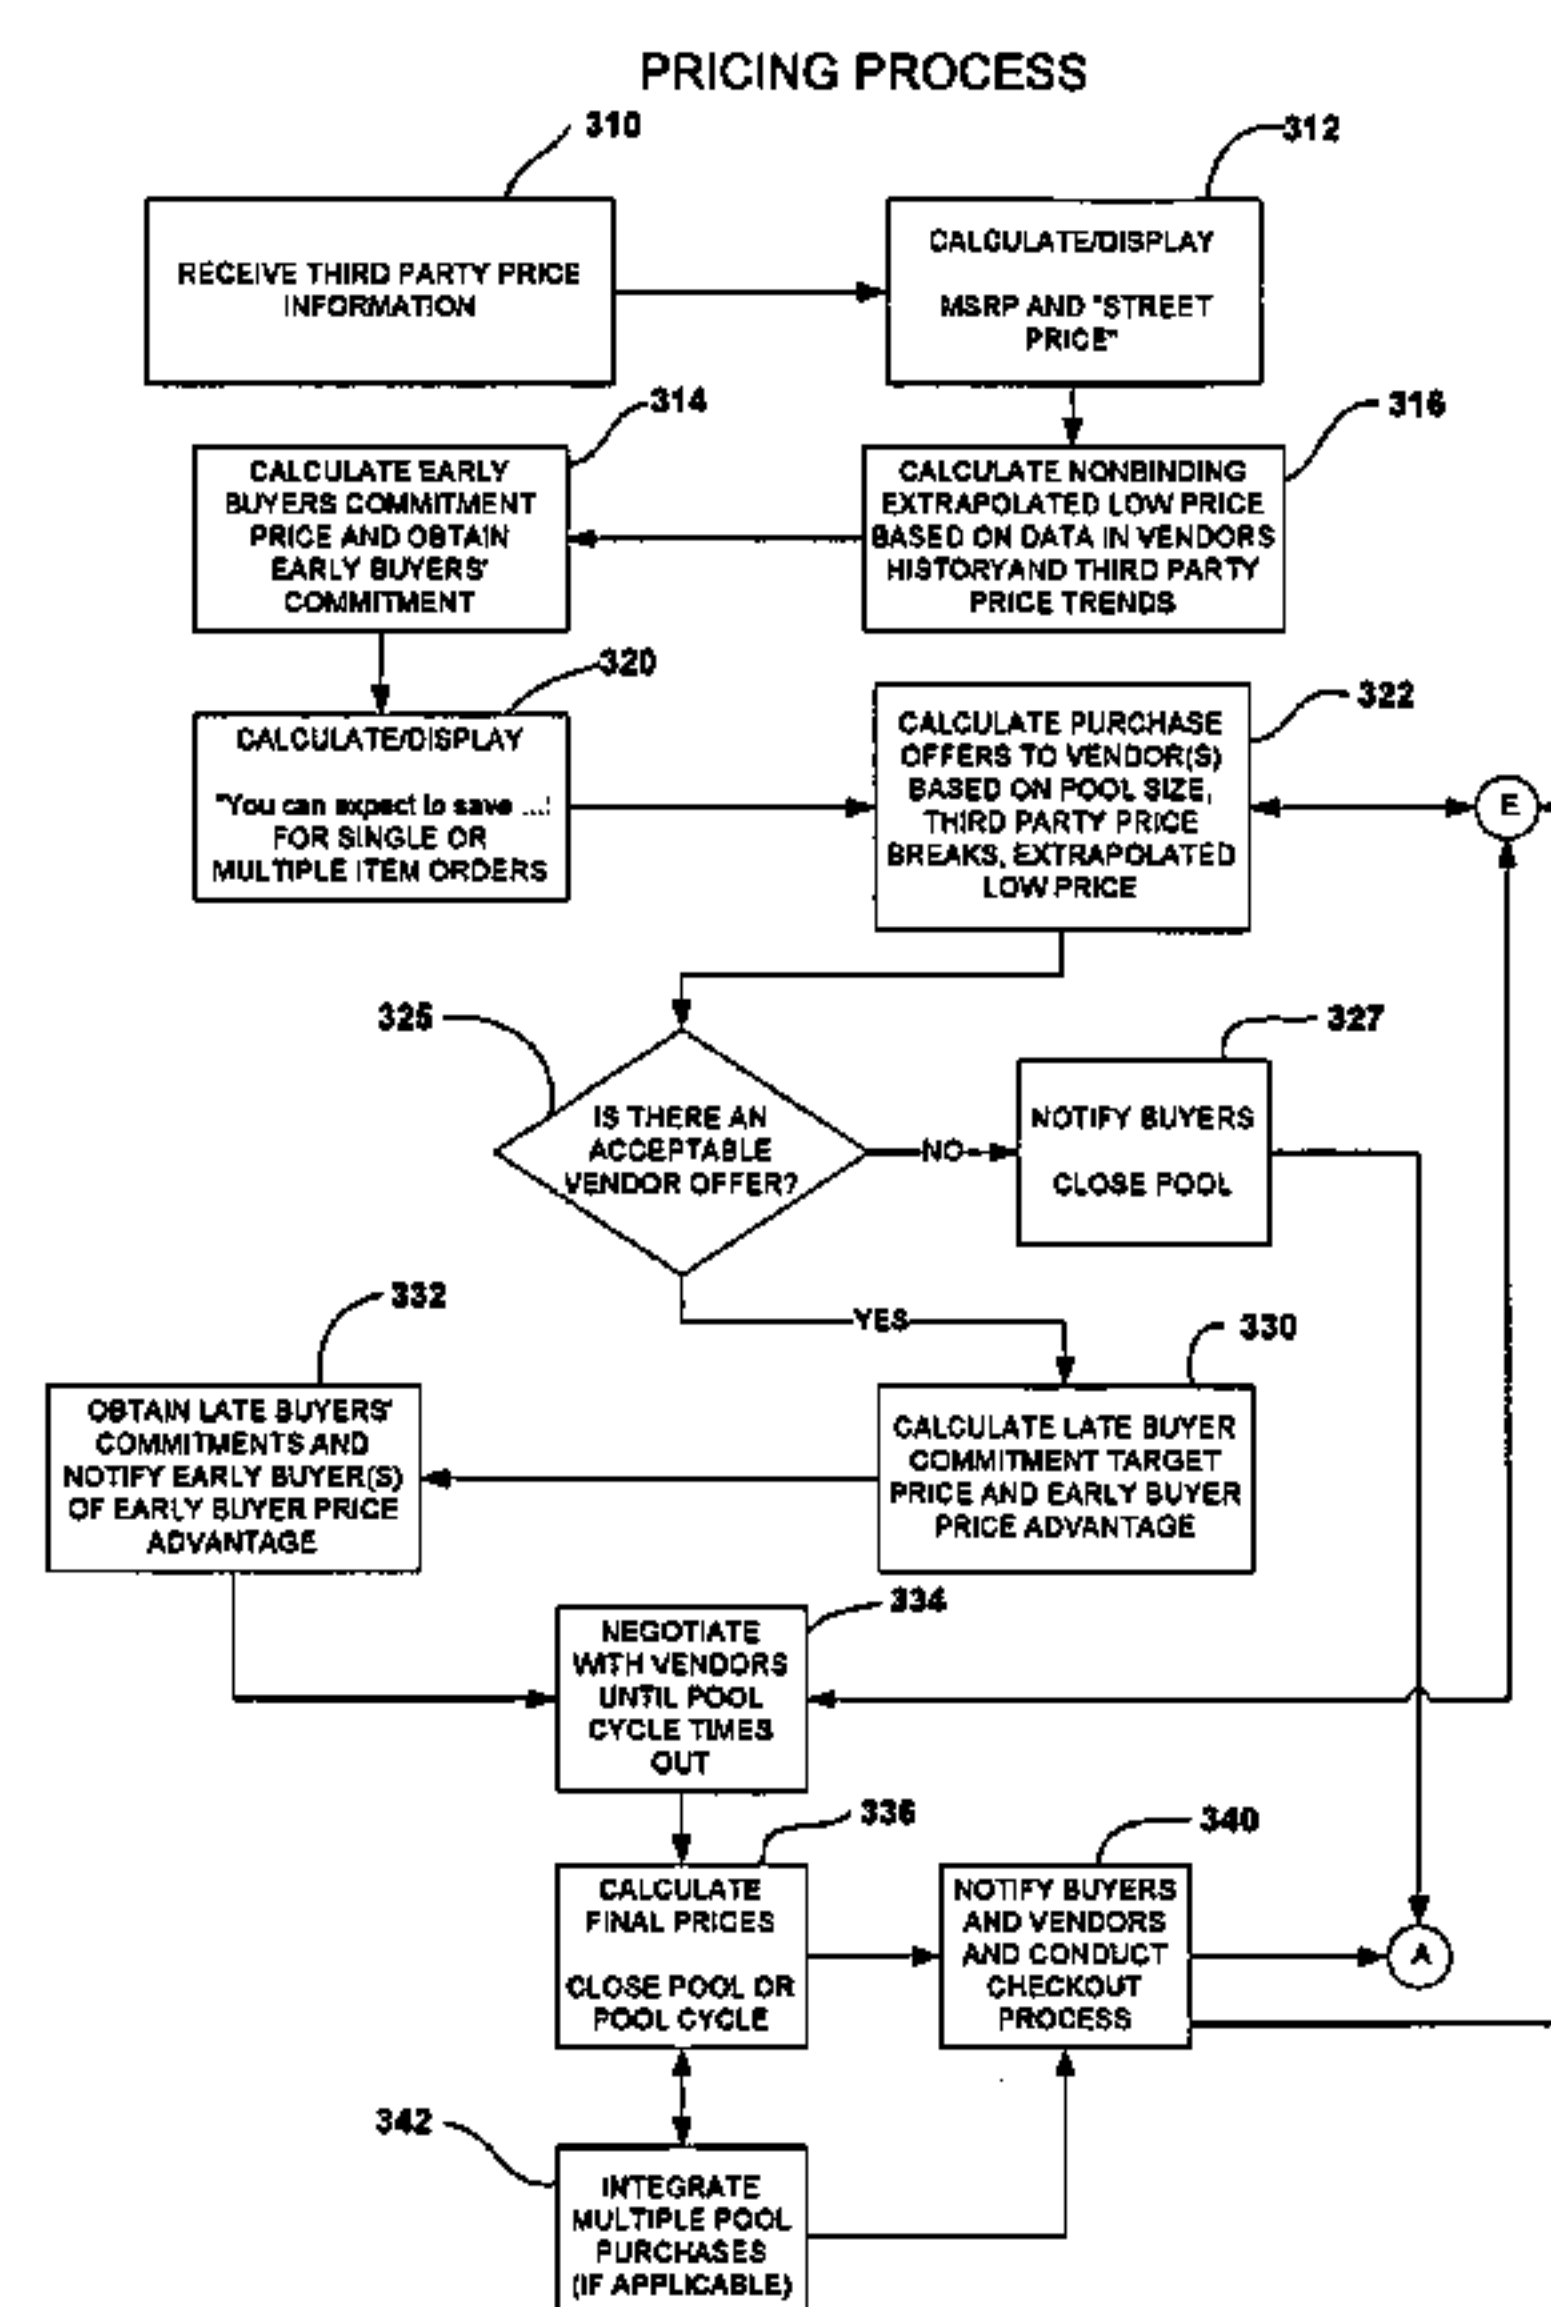 PRICING PROCESS
310
312
RECEIVE THIRD PARTY PRICE
INFORMATION
CALCULATE/DISPLAY
MSRP AND "STREET
PRICE"
314
316
CALCULATE EARLY
BUYERS COMMITMENT
PRICE AND OBTAIN
EARLY BUYERS'
COMMITMENT
CALCULATE NONBINDING
EXTRAPOLATED LOW PRICE
BASED ON DATA IN VENDORS
HISTORYAND THIRD PARTY
PRICE TRENDS
320
322
CALCULATE/DISPLAY
"You can expect to save ...:
FOR SINGLE OR
MULTIPLE ITEM ORDERS
CALCULATE PURCHASE
OFFERS TO VENDOR(S)
BASED ON POOL SIZE,
THIRD PARTY PRICE
BREAKS, EXTRAPOLATED
LOW PRICE
E
325
327
IS THERE AN
ACCEPTABLE
VENDOR OFFER?
NO
NOTIFY BUYERS
CLOSE POOL
YES
332
330
OBTAIN LATE BUYERS'
COMMITMENTS AND
NOTIFY EARLY BUYER(S)
OF EARLY BUYER PRICE
ADVANTAGE
CALCULATE LATE BUYER
COMMITMENT TARGET
PRICE AND EARLY BUYER
PRICE ADVANTAGE
334
NEGOTIATE
WITH VENDORS
UNTIL POOL
CYCLE TIMES
OUT
336
340
CALCULATE
FINAL PRICES
CLOSE POOL OR
POOL CYCLE
NOTIFY BUYERS
AND VENDORS
AND CONDUCT
CHECKOUT
PROCESS
A
342
INTEGRATE
MULTIPLE POOL
PURCHASES
(IF APPLICABLE)